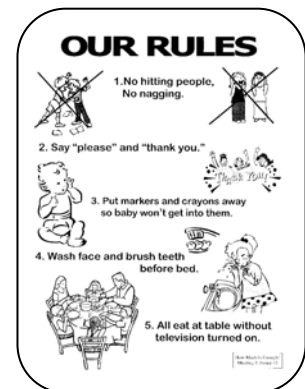 OUR RULES
1.No hitting people,
No nagging.
2. Say “please” and “thank you.”
THANK YOU!
3. Put markers and crayons away
so baby won’t get into them.
4. Wash face and brush teeth
before bed.
5. All eat at table without
television turned on.